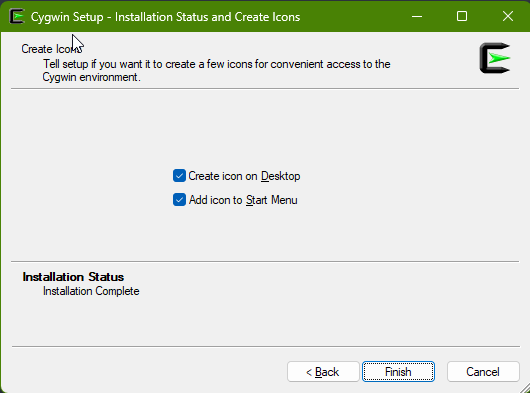 Cygwin Setup - Installation Status and Create Icons
Create Icons
Tell setup if you want it to create a few icons for convenient access to the
Cygwin environment.
Create icon on Desktop
Add icon to Start Menu
Installation Status
Installation Complete
< Back
Finish
Cancel